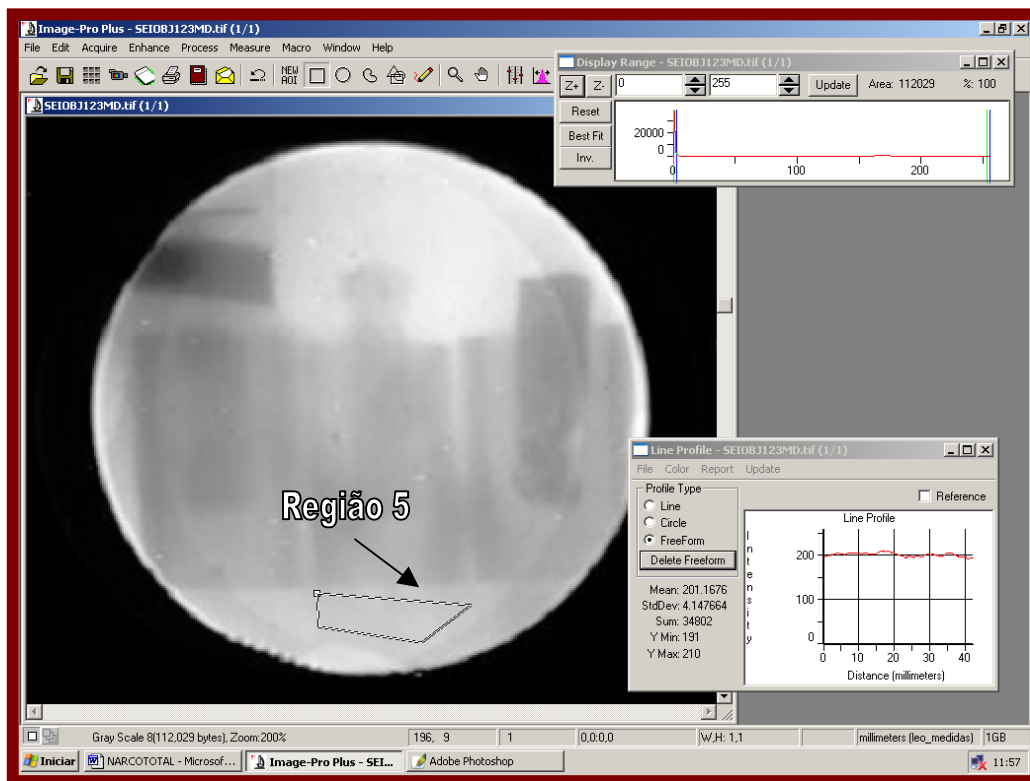 Image-Pro Plus - SEIOBJ123MD.tif (1/1)
File Edit Acquire Enhance Process Measure Macro Window Help
NEW
AOI
Display Range - SEIOBJ123MD.tif (1/1)
Z+ Z- 0 255 Update Area: 112029 %: 100
Reset
Best Fit
Inv.
20000
0
0 100 200
SEIOBJ123MD.tif (1/1)
Região 5
Line Profile - SEIOBJ123MD.tif (1/1)
File Color Report Update
Profile Type
Line
Circle
FreeForm
Delete Freeform
Reference
Mean: 201.1676
StdDev: 4.147664
Sum: 34802
Y Min: 191
Y Max: 210
Line Profile
Intensity
200
100
0
0 10 20 30 40
Distance (millimeters)
Gray Scale 8(112,029 bytes), Zoom:200% 196, 9 1 0,0:0,0 W,H: 1,1 millimeters (leo_medidas) 1GB
Iniciar NARCOTOTAL - Microsof... Image-Pro Plus - SEI... Adobe Photoshop 11:57